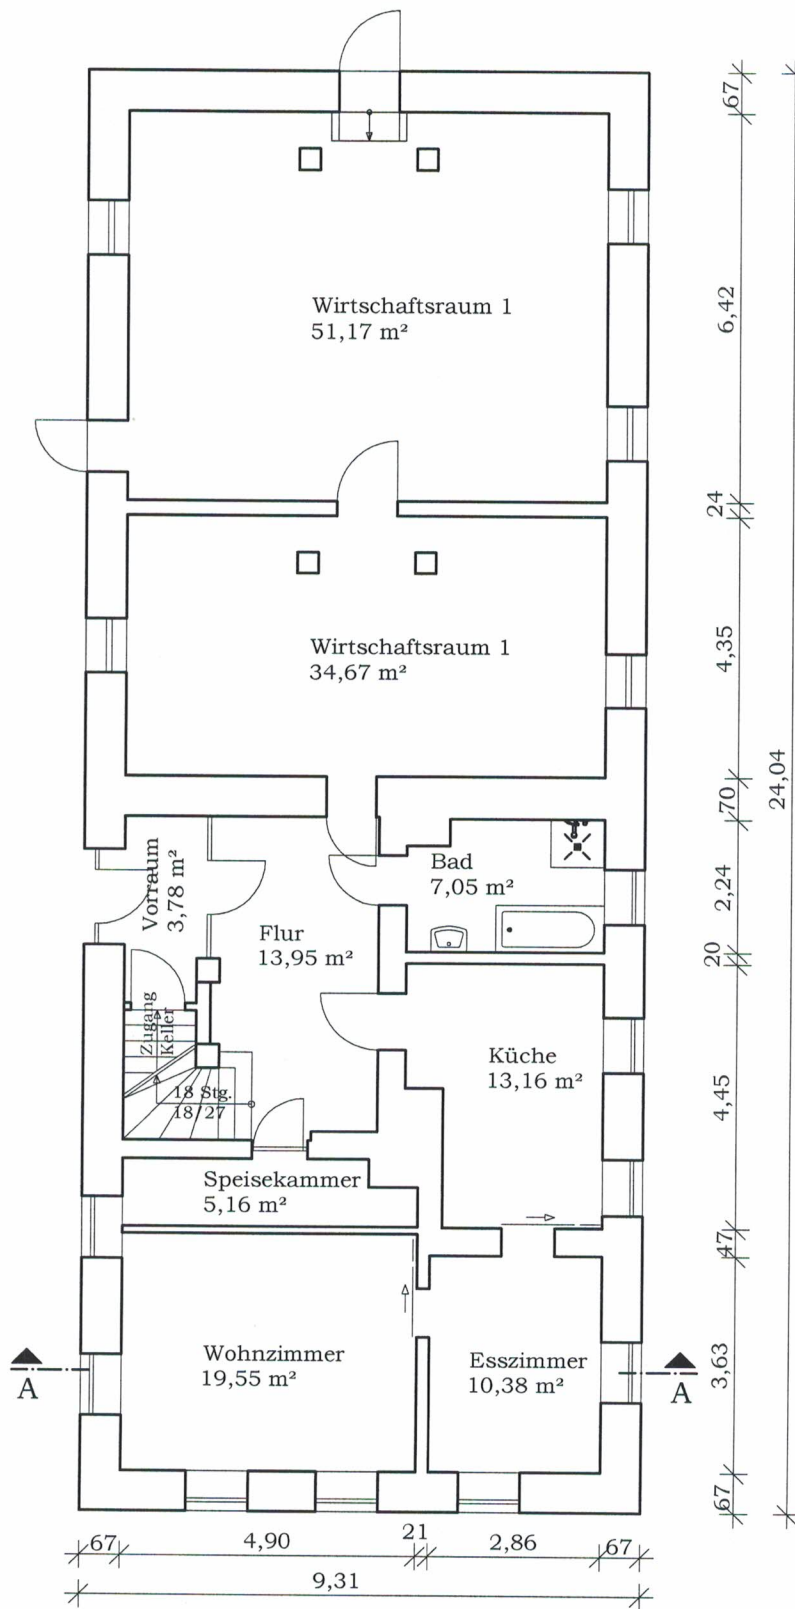 67
Wirtschaftsraum 1
51,17 m²
6,42
24
Wirtschaftsraum 1
34,67 m²
4,35
24,04
70
Vorraum
3,78 m²
Bad
7,05 m²
2,24
Flur
13,95 m²
20
Zugang
Keller
Küche
13,16 m²
18 Stg.
18/27
4,45
Speisekammer
5,16 m²
47
Wohnzimmer
19,55 m²
Esszimmer
10,38 m²
3,63
A
A
67
67
4,90
21
2,86
67
9,31